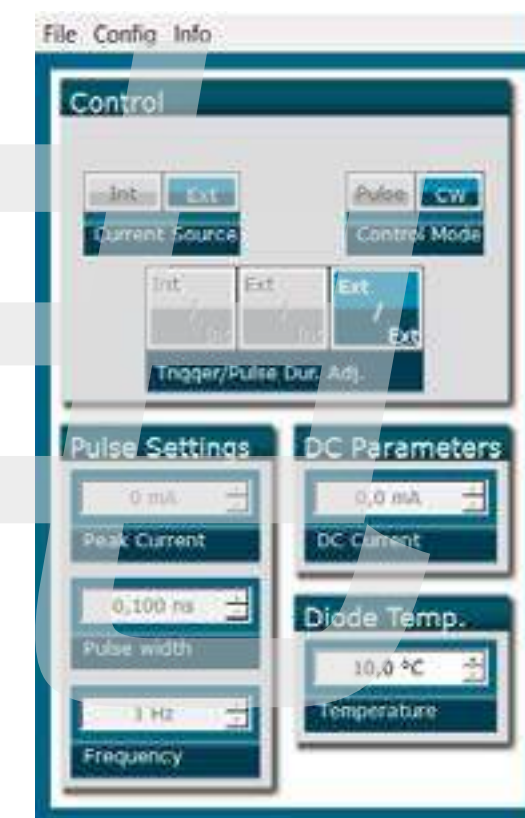 File Config Info
Control
Int Ext
Current Source
Pulse CW
Control Mode
Int / Int
Ext / Int
Ext / Ext
Trigger/Pulse Dur. Adj.
Pulse Settings
0 mA
Peak Current
0,100 ns
Pulse width
1 Hz
Frequency
DC Parameters
0,0 mA
DC Current
Diode Temp.
10,0 °C
Temperature